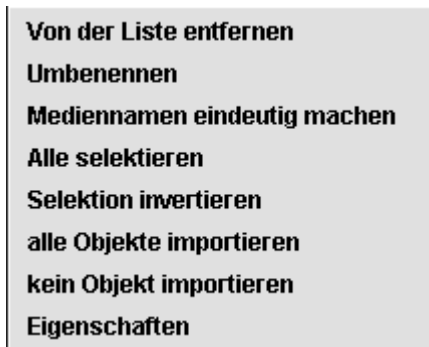 Von der Liste entfernen
Umbenennen
Mediennamen eindeutig machen
Alle selektieren
Selektion invertieren
alle Objekte importieren
kein Objekt importieren
Eigenschaften